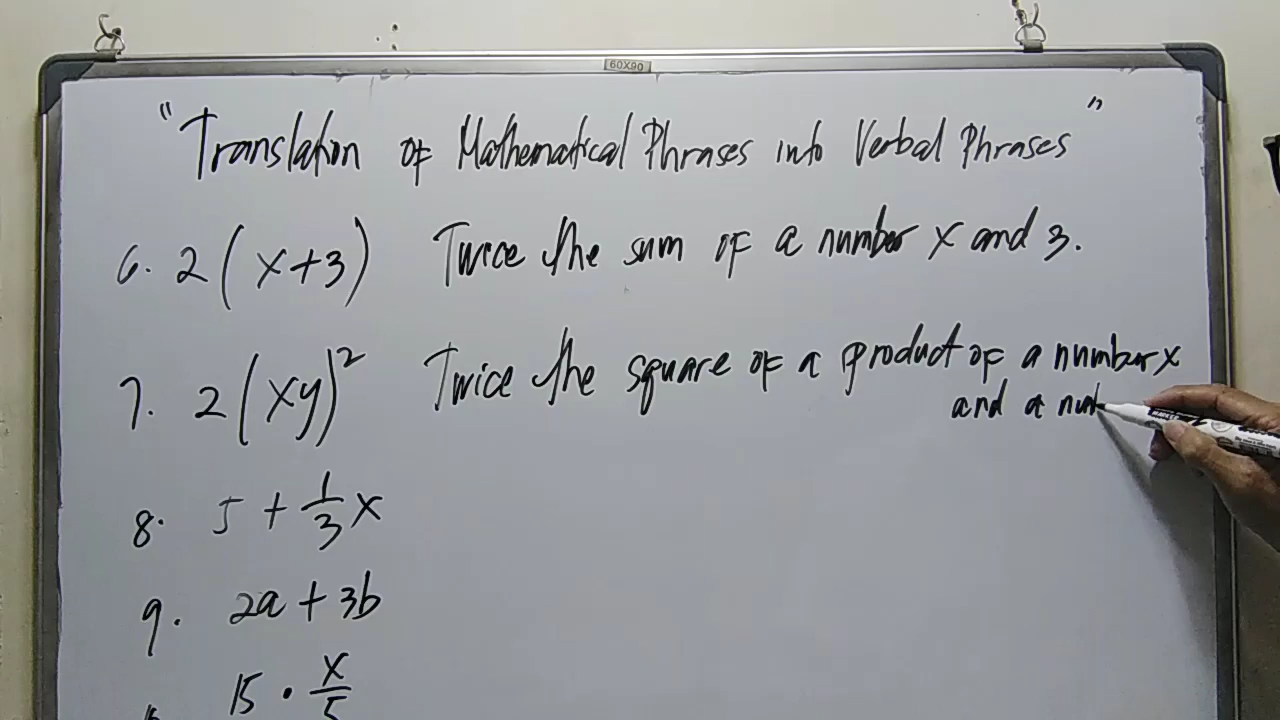 60X90
"Translation of Mathematical Phrases into Verbal Phrases"
6. 2(x+3) Twice the sum of a number x and 3.
7. 2(xy)² Twice the square of a product of a number x
and a num
8. 5 + 1/3 x
9. 2a + 3b
15 · x/5